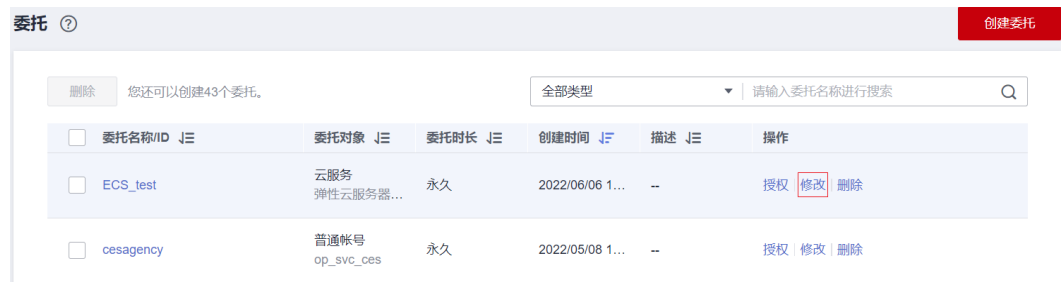 委托 ?
创建委托
删除 您还可以创建43个委托。 全部类型 请输入委托名称进行搜索
委托名称/ID 委托对象 委托时长 创建时间 描述 操作
ECS_test 云服务 弹性云服务器... 永久 2022/06/06 1... -- 授权 修改 删除
cesagency 普通帐号 op_svc_ces 永久 2022/05/08 1... -- 授权 修改 删除